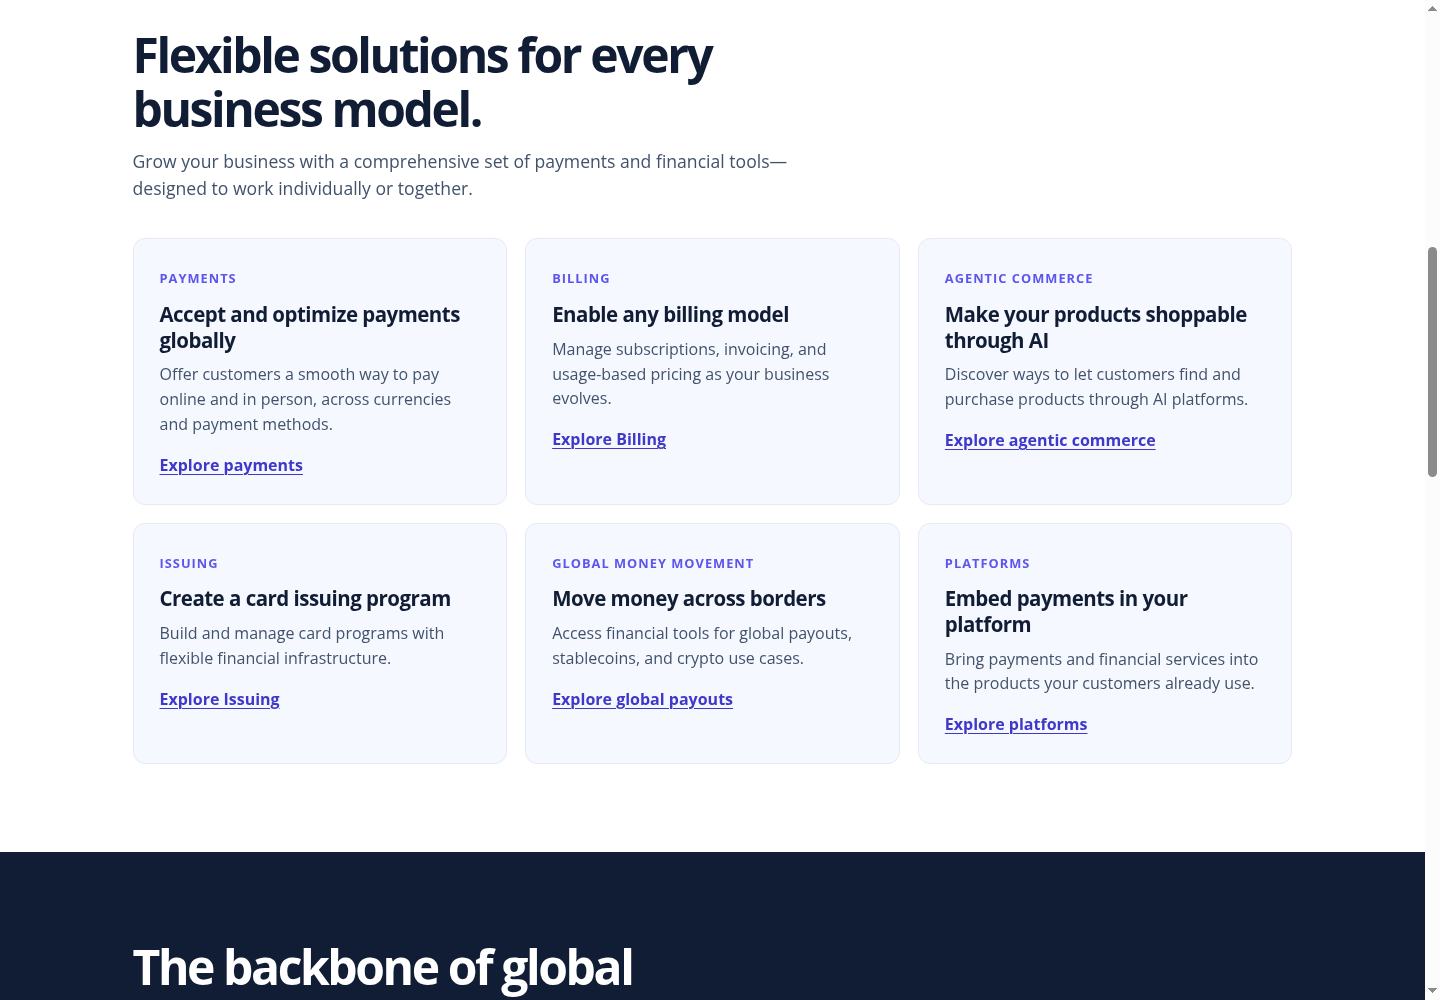 Flexible solutions for every
business model.
Grow your business with a comprehensive set of payments and financial tools—
designed to work individually or together.
PAYMENTS
Accept and optimize payments
globally
Offer customers a smooth way to pay
online and in person, across currencies
and payment methods.
Explore payments
BILLING
Enable any billing model
Manage subscriptions, invoicing, and
usage-based pricing as your business
evolves.
Explore Billing
AGENTIC COMMERCE
Make your products shoppable
through AI
Discover ways to let customers find and
purchase products through AI platforms.
Explore agentic commerce
ISSUING
Create a card issuing program
Build and manage card programs with
flexible financial infrastructure.
Explore Issuing
GLOBAL MONEY MOVEMENT
Move money across borders
Access financial tools for global payouts,
stablecoins, and crypto use cases.
Explore global payouts
PLATFORMS
Embed payments in your
platform
Bring payments and financial services into
the products your customers already use.
Explore platforms
The backbone of global